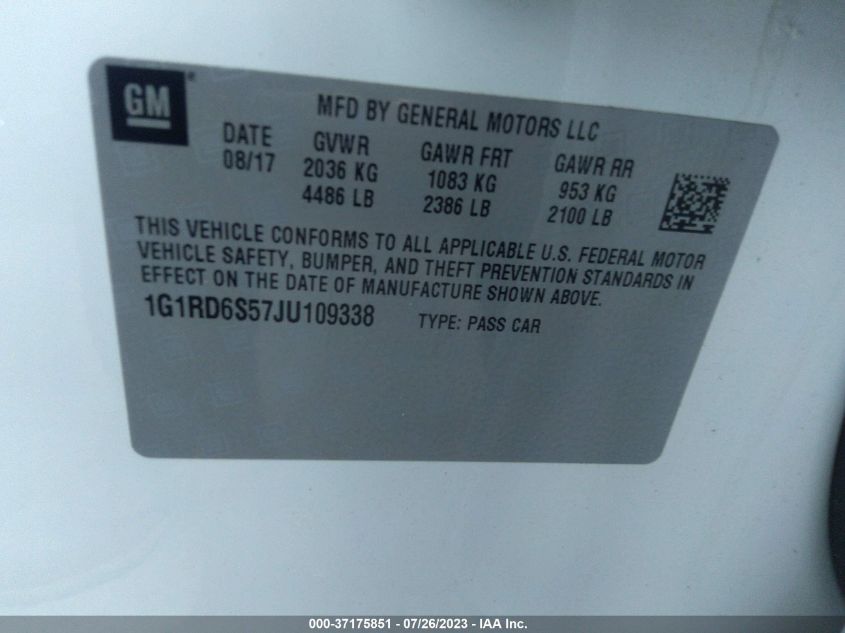 GM
MFD BY GENERAL MOTORS LLC
DATE GVWR GAWR FRT GAWR RR
08/17 2036 KG 1083 KG 953 KG
4486 LB 2386 LB 2100 LB
THIS VEHICLE CONFORMS TO ALL APPLICABLE U.S. FEDERAL MOTOR
VEHICLE SAFETY, BUMPER, AND THEFT PREVENTION STANDARDS IN
EFFECT ON THE DATE OF MANUFACTURE SHOWN ABOVE.
1G1RD6S57JU109338 TYPE: PASS CAR
000-37175851 / 07/26/2023 - IAA Inc.